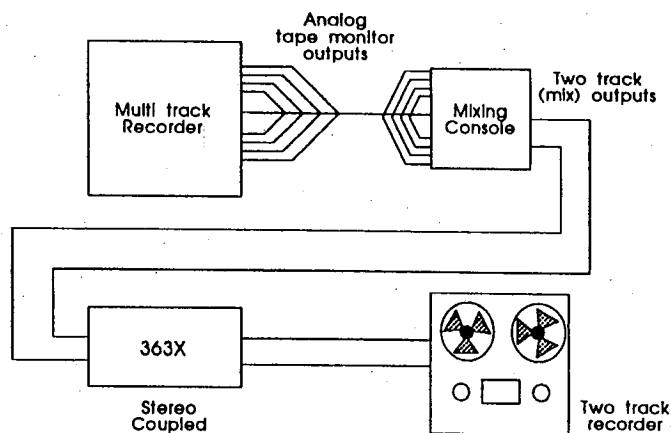 Analog
tape monitor
outputs
Multi track
Recorder
Mixing
Console
Two track
(mix) outputs
363X
Stereo
Coupled
Two track
recorder